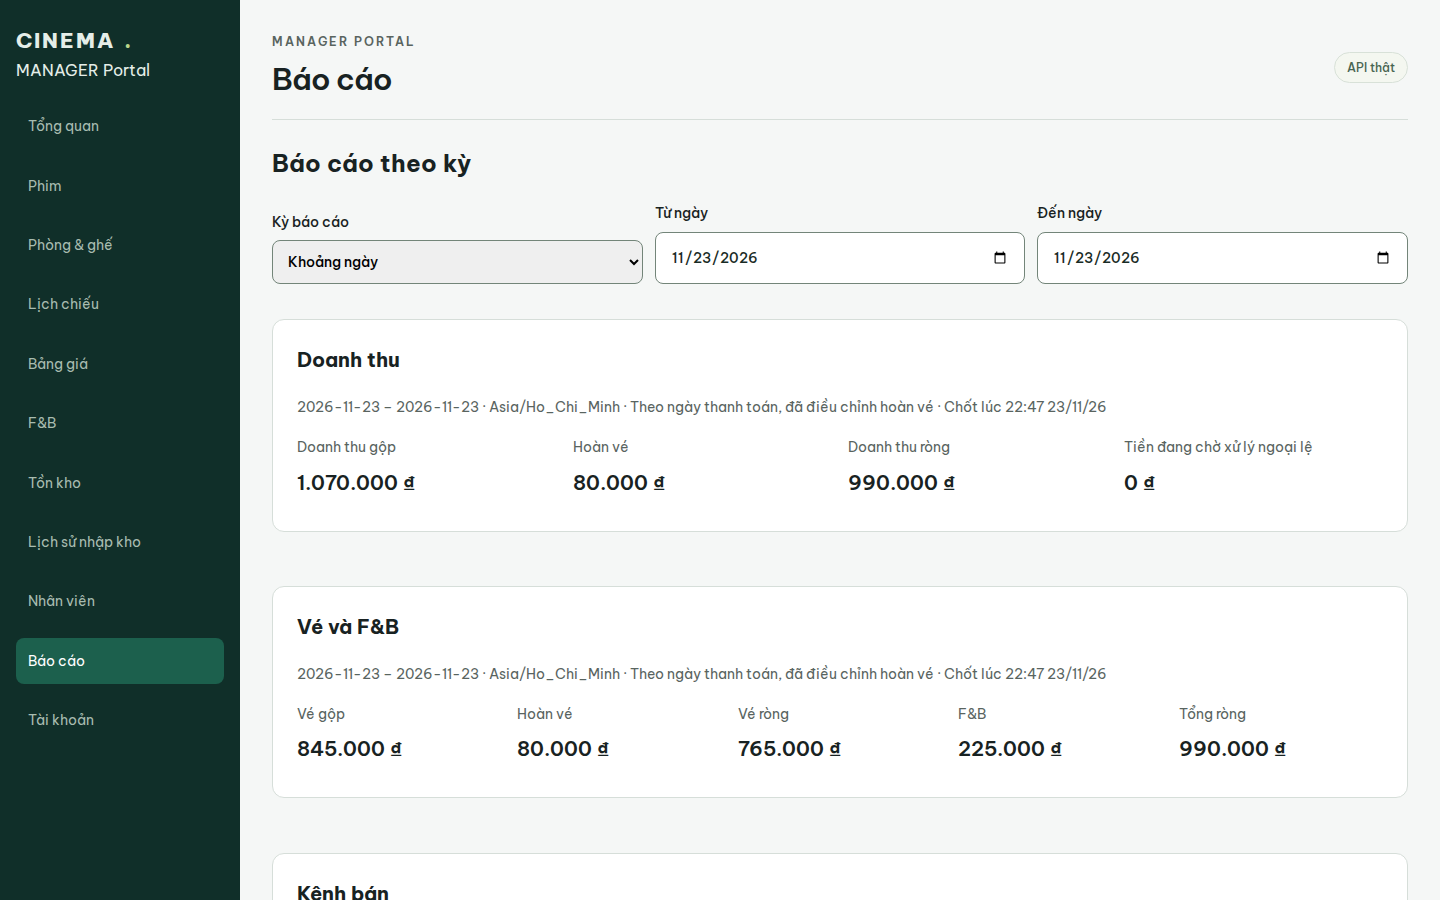 CINEMA .
MANAGER Portal
Tổng quan
Phim
Phòng & ghế
Lịch chiếu
Bảng giá
F&B
Tồn kho
Lịch sử nhập kho
Nhân viên
Báo cáo
Tài khoản
MANAGER PORTAL
Báo cáo
API thật
Báo cáo theo kỳ
Kỳ báo cáo
Khoảng ngày
Từ ngày
11/23/2026
Đến ngày
11/23/2026
Doanh thu
2026-11-23 – 2026-11-23 · Asia/Ho_Chi_Minh · Theo ngày thanh toán, đã điều chỉnh hoàn vé · Chốt lúc 22:47 23/11/26
Doanh thu gộp
1.070.000 ₫
Hoàn vé
80.000 ₫
Doanh thu ròng
990.000 ₫
Tiền đang chờ xử lý ngoại lệ
0 ₫
Vé và F&B
2026-11-23 – 2026-11-23 · Asia/Ho_Chi_Minh · Theo ngày thanh toán, đã điều chỉnh hoàn vé · Chốt lúc 22:47 23/11/26
Vé gộp
845.000 ₫
Hoàn vé
80.000 ₫
Vé ròng
765.000 ₫
F&B
225.000 ₫
Tổng ròng
990.000 ₫
Kênh bán